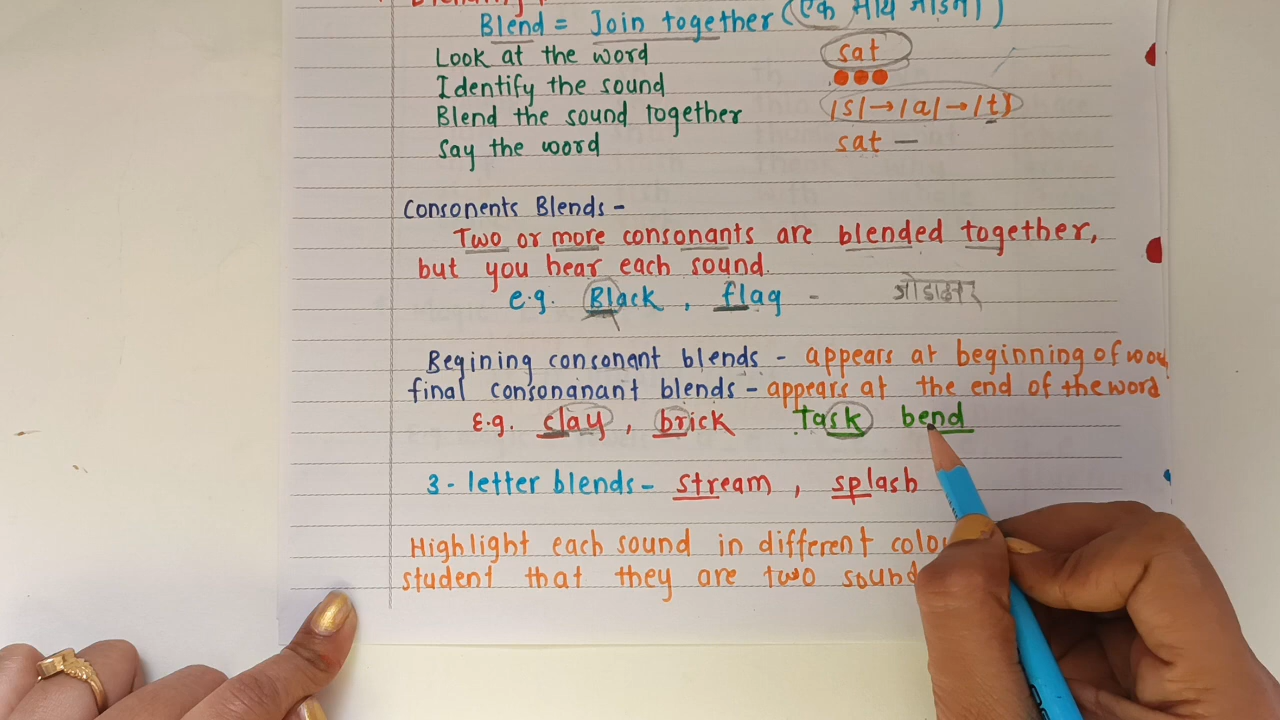 Blend = Join together (एक साथ जोडना)
Look at the word sat
Identify the sound
Blend the sound together /s/→/a/→/t/
Say the word sat —
Consonents Blends -
Two or more consonants are blended together,
but you hear each sound.
e.g. Black , flag -
Begining consonant blends - appears at beginning of word
final consonanant blends - appears at the end of the word
E.g. clay , brick Task bend
3 - letter blends - stream , splash
Highlight each sound in different colou
student that they are two sound